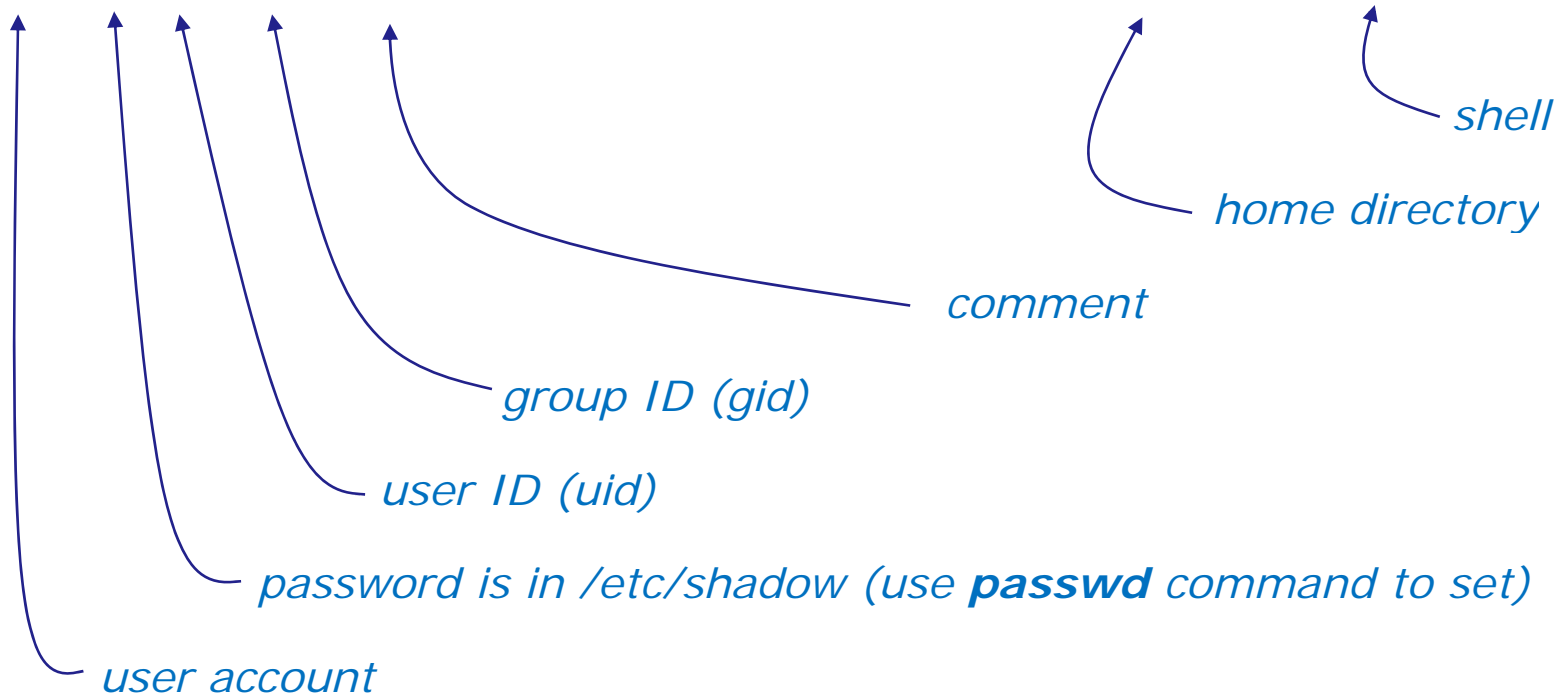 shell
home directory
comment
group ID (gid)
user ID (uid)
password is in /etc/shadow (use passwd command to set)
user account